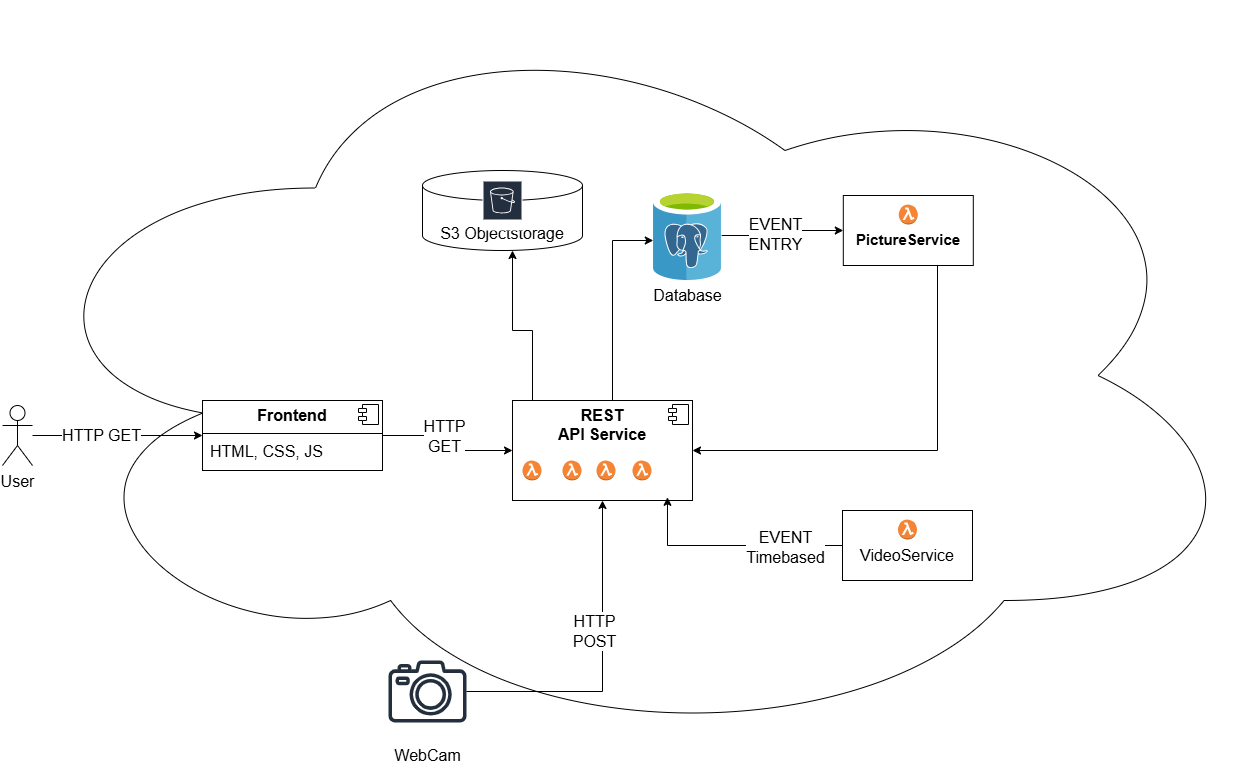 S3 Objectstorage
EVENT
ENTRY
PictureService
Database
User
HTTP GET
Frontend
HTML, CSS, JS
HTTP
GET
REST
API Service
EVENT
Timebased
VideoService
HTTP
POST
WebCam